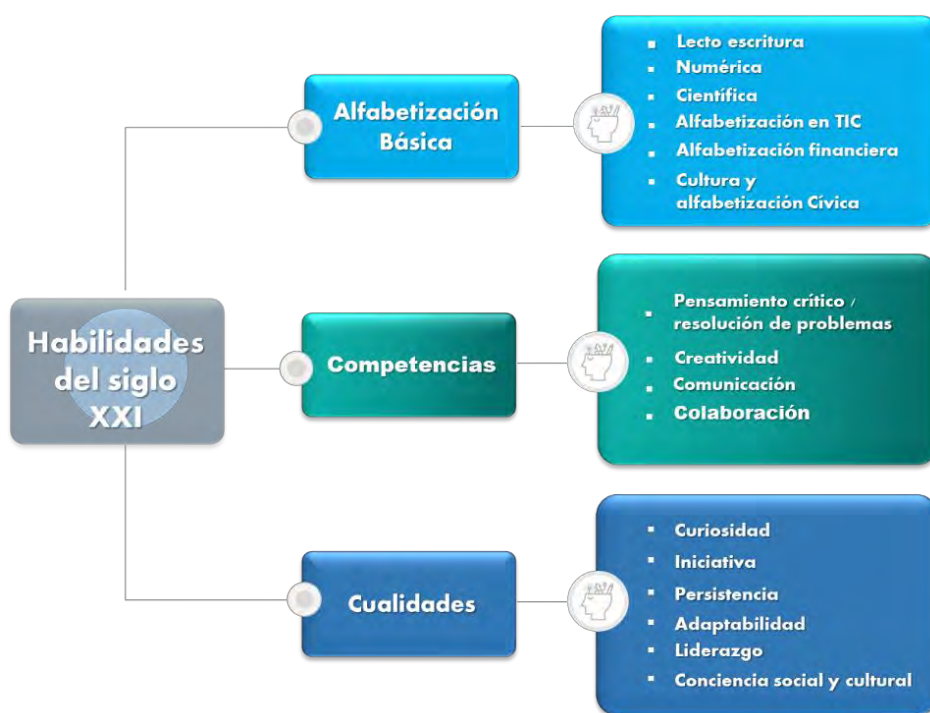 Habilidades
del siglo
XXI
Alfabetización
Básica
Lecto escritura
Numérica
Científica
Alfabetización en TIC
Alfabetización financiera
Cultura y
alfabetización Cívica
Competencias
Pensamiento crítico /
resolución de problemas
Creatividad
Comunicación
Colaboración
Cualidades
Curiosidad
Iniciativa
Persistencia
Adaptabilidad
Liderazgo
Conciencia social y cultural